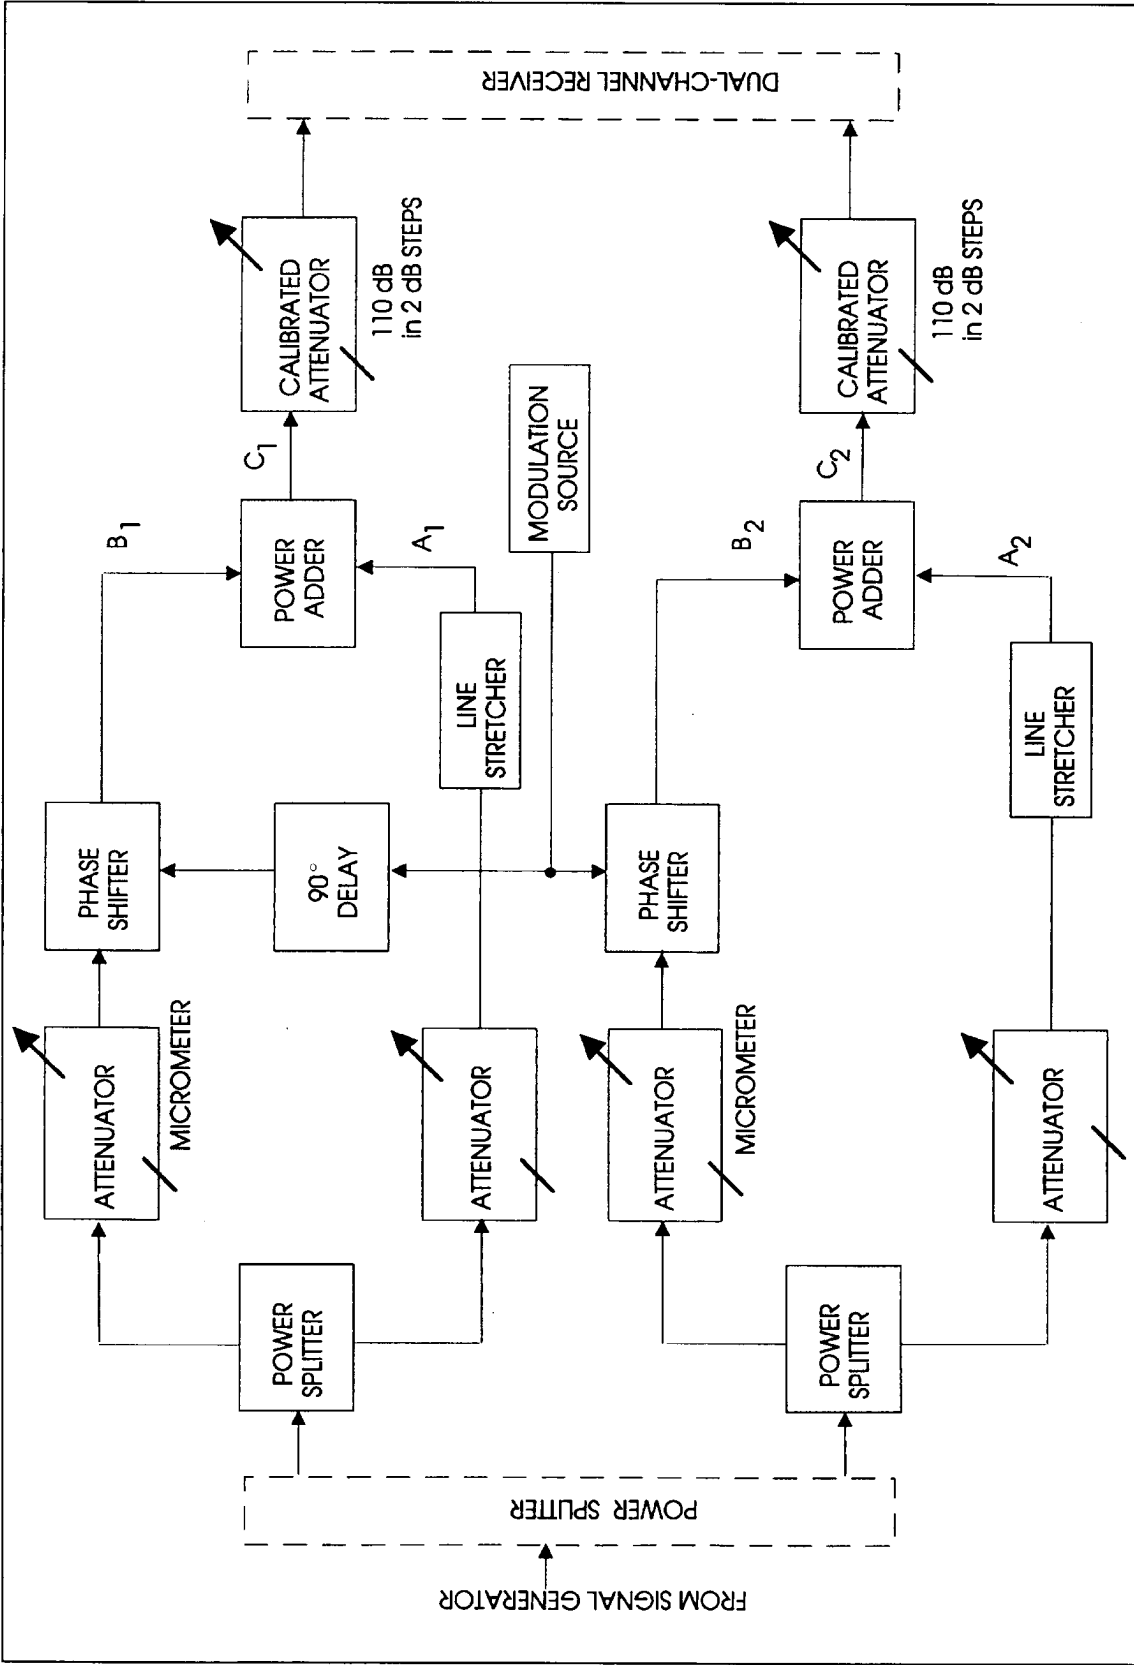 FROM SIGNAL GENERATOR
POWER SPLITTER
POWER
SPLITTER
ATTENUATOR
MICROMETER
PHASE
SHIFTER
B1
ATTENUATOR
90°
DELAY
LINE
STRETCHER
A1
POWER
ADDER
C1
CALIBRATED
ATTENUATOR
110 dB
in 2 dB STEPS
MODULATION
SOURCE
POWER
SPLITTER
ATTENUATOR
MICROMETER
PHASE
SHIFTER
B2
ATTENUATOR
LINE
STRETCHER
A2
POWER
ADDER
C2
CALIBRATED
ATTENUATOR
110 dB
in 2 dB STEPS
DUAL-CHANNEL RECEIVER